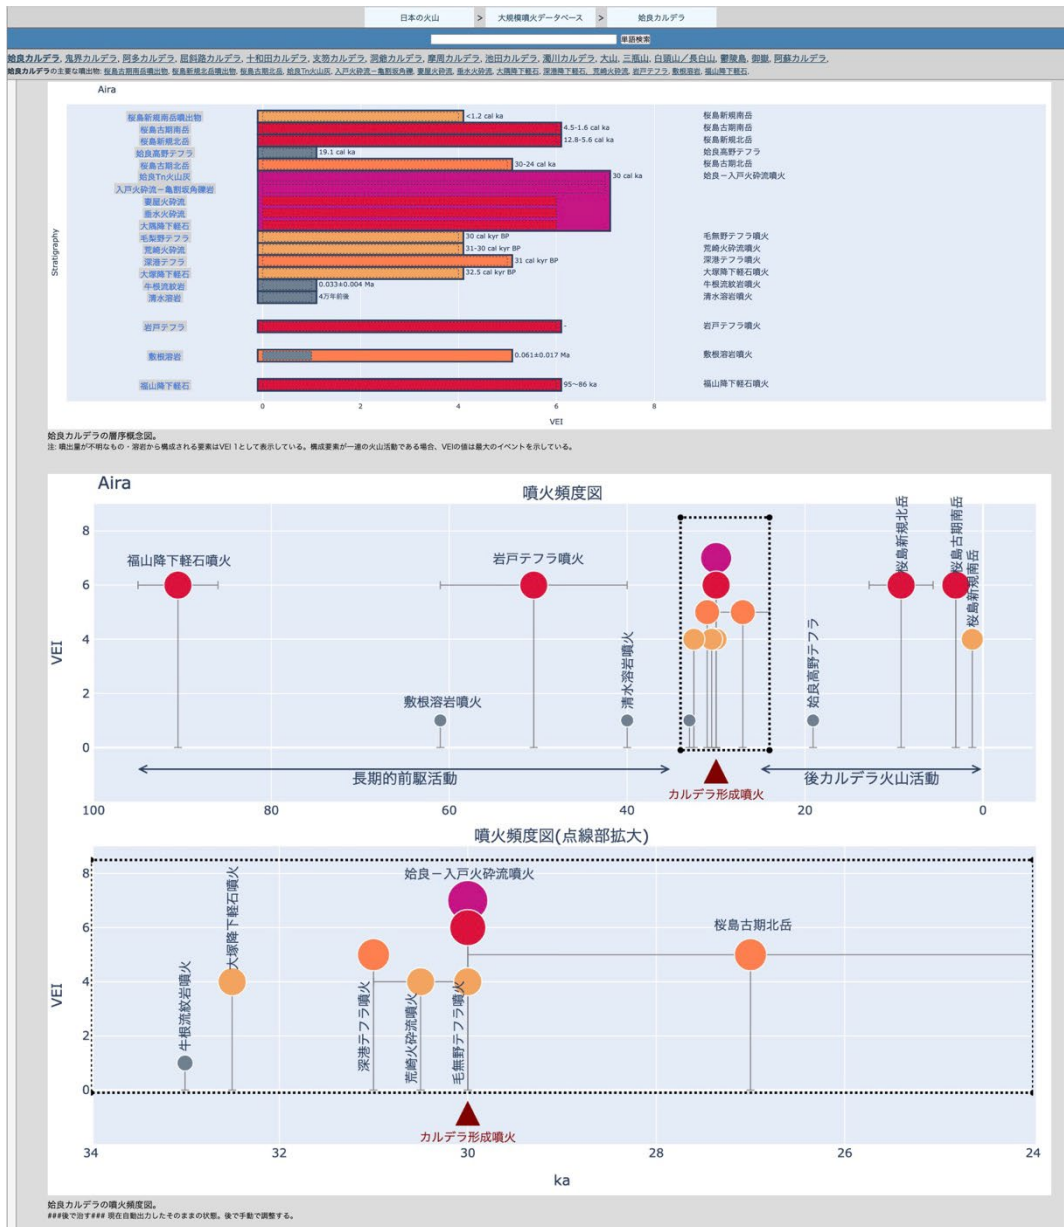 日本の火山 > 大規模噴火データベース > 姶良カルデラ
単語検索
姶良カルデラ, 鬼界カルデラ, 阿多カルデラ, 屈斜路カルデラ, 十和田カルデラ, 支笏カルデラ, 洞爺カルデラ, 摩周カルデラ, 池田カルデラ, 濁川カルデラ, 大山, 三瓶山, 白頭山／長白山, 鬱陵島, 御嶽, 阿蘇カルデラ,
姶良カルデラの主要な噴出物: 桜島古期南岳噴出物, 桜島新規北岳噴出物, 桜島古期北岳, 姶良Tn火山灰, 入戸火砕流－亀割坂角礫, 妻屋火砕流, 垂水火砕流, 大隅降下軽石, 深港降下軽石, 荒崎火砕流, 岩戸テフラ, 敷根溶岩, 福山降下軽石,
Aira
桜島新規南岳噴出物 <1.2 cal ka 桜島新規南岳
桜島古期南岳 4.5-1.6 cal ka 桜島古期南岳
桜島新規北岳 12.8-5.6 cal ka 桜島新規北岳
姶良高野テフラ 19.1 cal ka 姶良高野テフラ
桜島古期北岳 30-24 cal ka 桜島古期北岳
姶良Tn火山灰 30 cal ka 姶良－入戸火砕流噴火
入戸火砕流－亀割坂角礫岩
妻屋火砕流
垂水火砕流
大隅降下軽石
毛梨野テフラ 30 cal kyr BP 毛無野テフラ噴火
荒崎火砕流 31-30 cal kyr BP 荒崎火砕流噴火
深港テフラ 31 cal kyr BP 深港テフラ噴火
大塚降下軽石 32.5 cal kyr BP 大塚降下軽石噴火
牛根流紋岩 0.033±0.004 Ma 牛根流紋岩噴火
清水溶岩 4万年前後 清水溶岩噴火
岩戸テフラ - 岩戸テフラ噴火
敷根溶岩 0.061±0.017 Ma 敷根溶岩噴火
福山降下軽石 95～86 ka 福山降下軽石噴火
Stratigraphy
0 2 4 6 8
VEI
姶良カルデラの層序概念図。
注: 噴出量が不明なもの・溶岩から構成される要素はVEI 1として表示している。構成要素が一連の火山活動である場合、VEIの値は最大のイベントを示している。
Aira
噴火頻度図
8
6
4
2
0
VEI
福山降下軽石噴火
敷根溶岩噴火
岩戸テフラ噴火
清水溶岩噴火
姶良高野テフラ
桜島新規北岳
桜島古期南岳
桜島新規南岳
長期的前駆活動
カルデラ形成噴火
後カルデラ火山活動
100 80 60 40 20 0
噴火頻度図(点線部拡大)
8
6
4
2
0
VEI
牛根流紋岩噴火
大塚降下軽石噴火
深港テフラ噴火
荒崎火砕流噴火
毛無野テフラ噴火
姶良－入戸火砕流噴火
桜島古期北岳
カルデラ形成噴火
34 32 30 28 26 24
ka
姶良カルデラの噴火頻度図。
###後で治す### 現在自動出力したそのままの状態。後で手動で調整する。